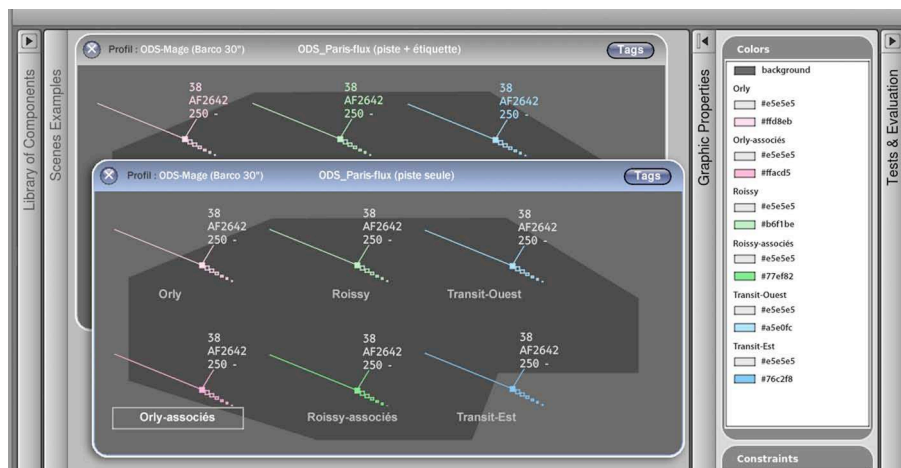 Library of Components
Scenes Examples
Profil : ODS-Mage (Barco 30") ODS_Paris-flux (piste + étiquette) Tags
38 38 38
AF2642 AF2642 AF2642
250 - 250 - 250 -
Profil : ODS-Mage (Barco 30") ODS_Paris-flux (piste seule) Tags
38 38 38
AF2642 AF2642 AF2642
250 - 250 - 250 -
Orly Roissy Transit-Ouest
38 38 38
AF2642 AF2642 AF2642
250 - 250 - 250 -
Orly-associés Roissy-associés Transit-Est
Graphic Properties
Colors
background
Orly
#e5e5e5
#ffd8eb
Orly-associés
#e5e5e5
#ffacd5
Roissy
#e5e5e5
#b6f1be
Roissy-associés
#e5e5e5
#77ef82
Transit-Ouest
#e5e5e5
#a5e0fc
Transit-Est
#e5e5e5
#76c2f8
Constraints
Tests & Evaluation